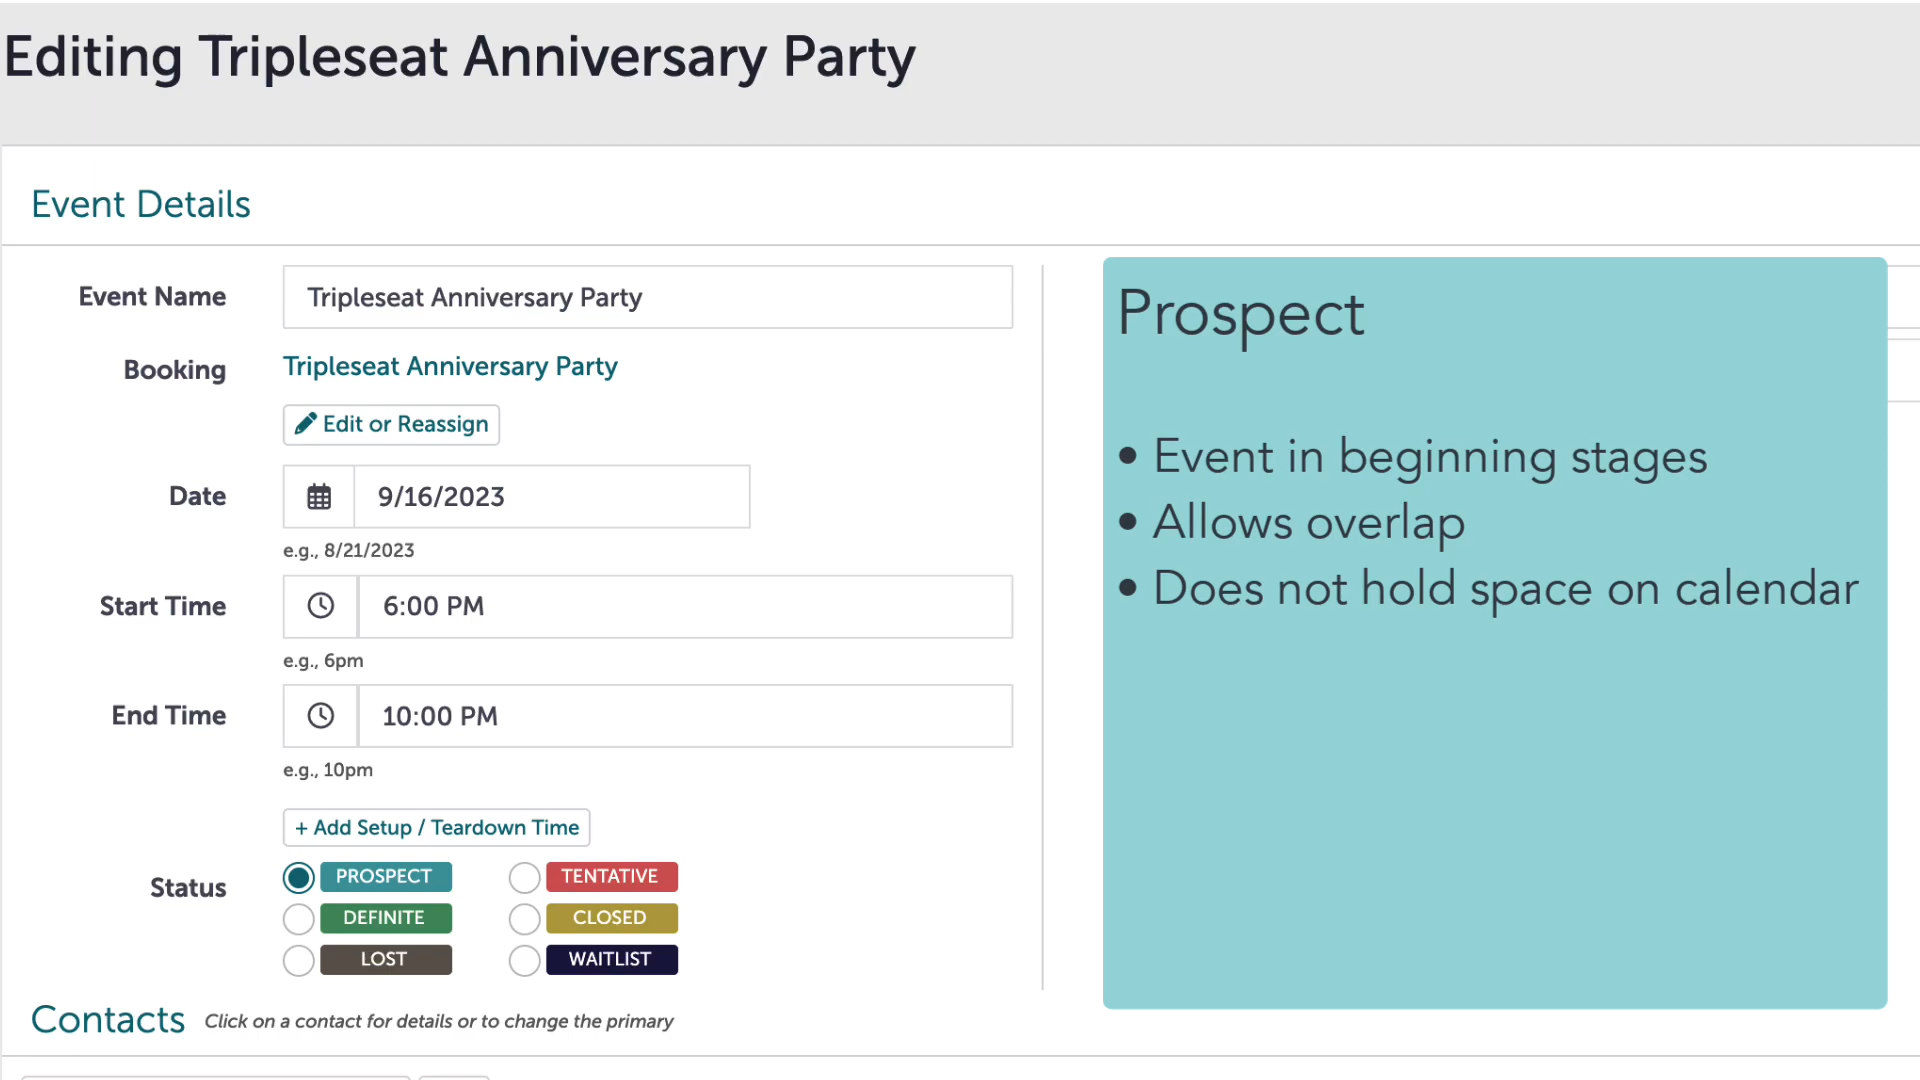 Editing Tripleseat Anniversary Party
Event Details
Event Name
Tripleseat Anniversary Party
Booking
Tripleseat Anniversary Party
Edit or Reassign
Date
9/16/2023
e.g., 8/21/2023
Start Time
6:00 PM
e.g., 6pm
End Time
10:00 PM
e.g., 10pm
+ Add Setup / Teardown Time
Status
PROSPECT
TENTATIVE
DEFINITE
CLOSED
LOST
WAITLIST
Contacts Click on a contact for details or to change the primary
Prospect
• Event in beginning stages
• Allows overlap
• Does not hold space on calendar